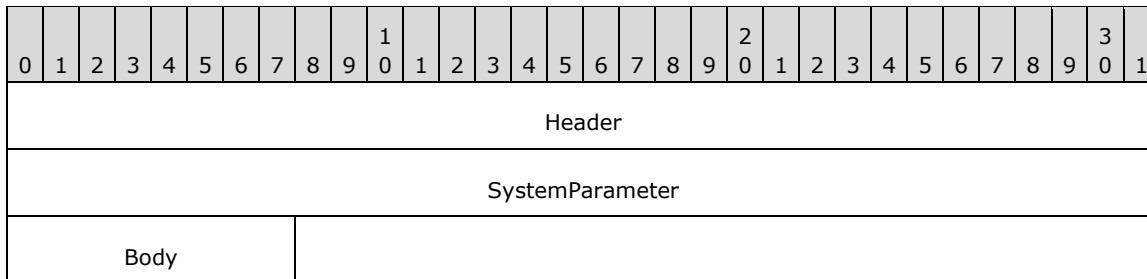 1 2 3
0 1 2 3 4 5 6 7 8 9 0 1 2 3 4 5 6 7 8 9 0 1 2 3 4 5 6 7 8 9 0 1
Header
SystemParameter
Body